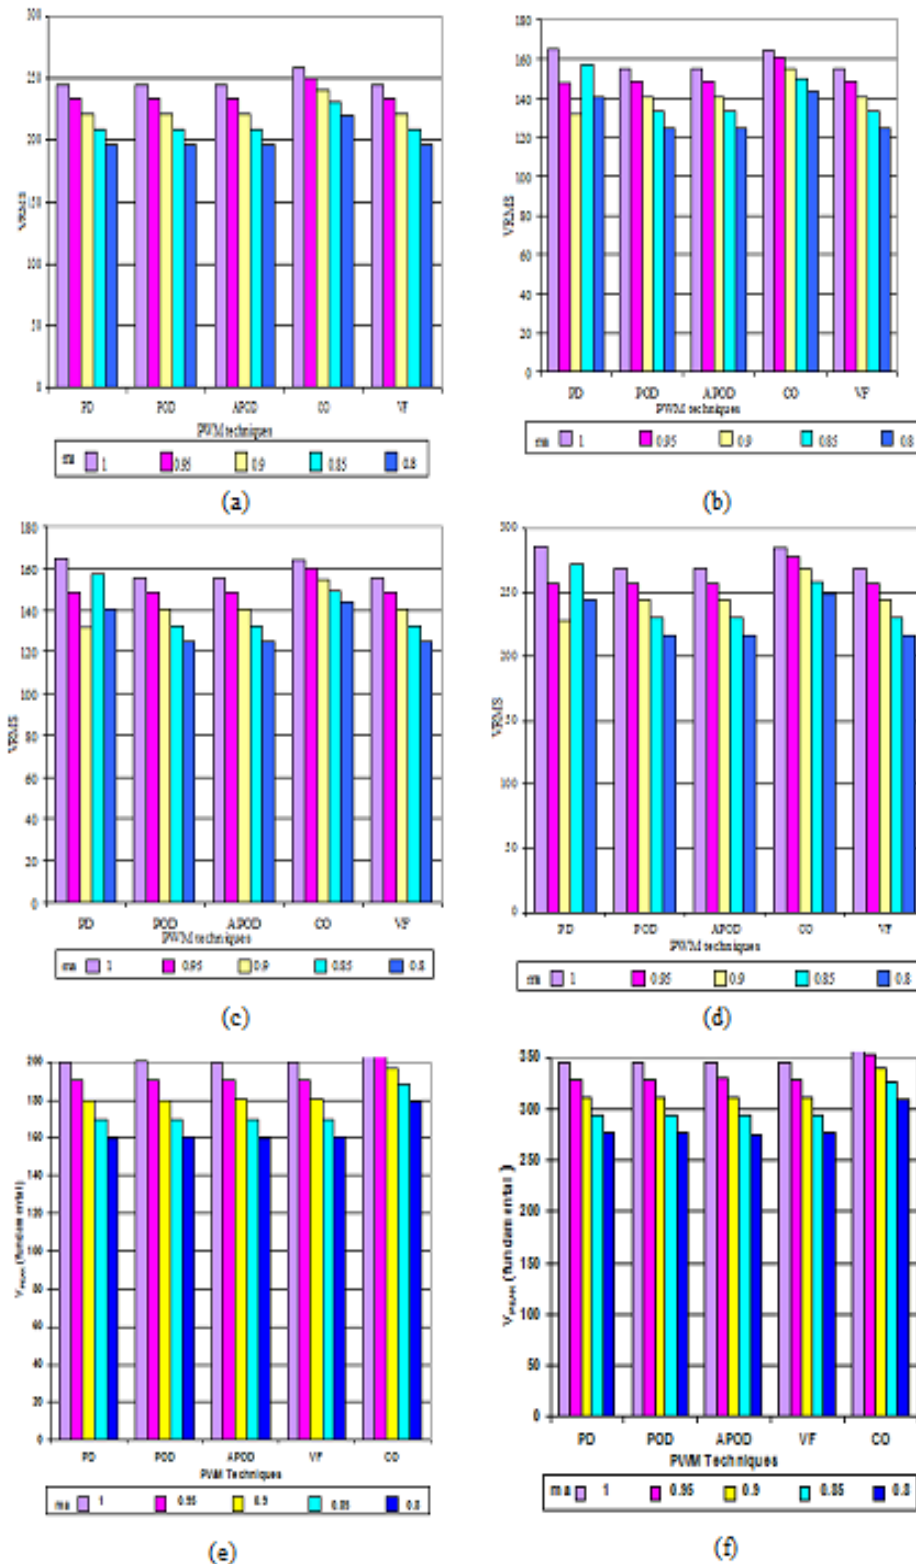 300
250
200
150
100
50
0
VRMS
PD POD APOD CO VF
PWM techniques
ma 1 0.95 0.9 0.85 0.8
(a)
180
160
140
120
100
80
60
40
20
0
VRMS
PD POD APOD CO VF
PWM techniques
ma 1 0.95 0.9 0.85 0.8
(b)
180
160
140
120
100
80
60
40
20
0
VRMS
PD POD APOD CO VF
PWM techniques
ma 1 0.95 0.9 0.85 0.8
(c)
300
250
200
150
100
50
0
VRMS
PD POD APOD CO VF
PWM techniques
ma 1 0.95 0.9 0.85 0.8
(d)
200
180
160
140
120
100
80
60
40
20
0
VPEAK (fundamental)
PD POD APOD VF CO
PWM Techniques
ma 1 0.95 0.9 0.85 0.8
(e)
350
300
250
200
150
100
50
0
VPEAK (fundamental)
PD POD APOD VF CO
PWM Techniques
ma 1 0.95 0.9 0.85 0.8
(f)